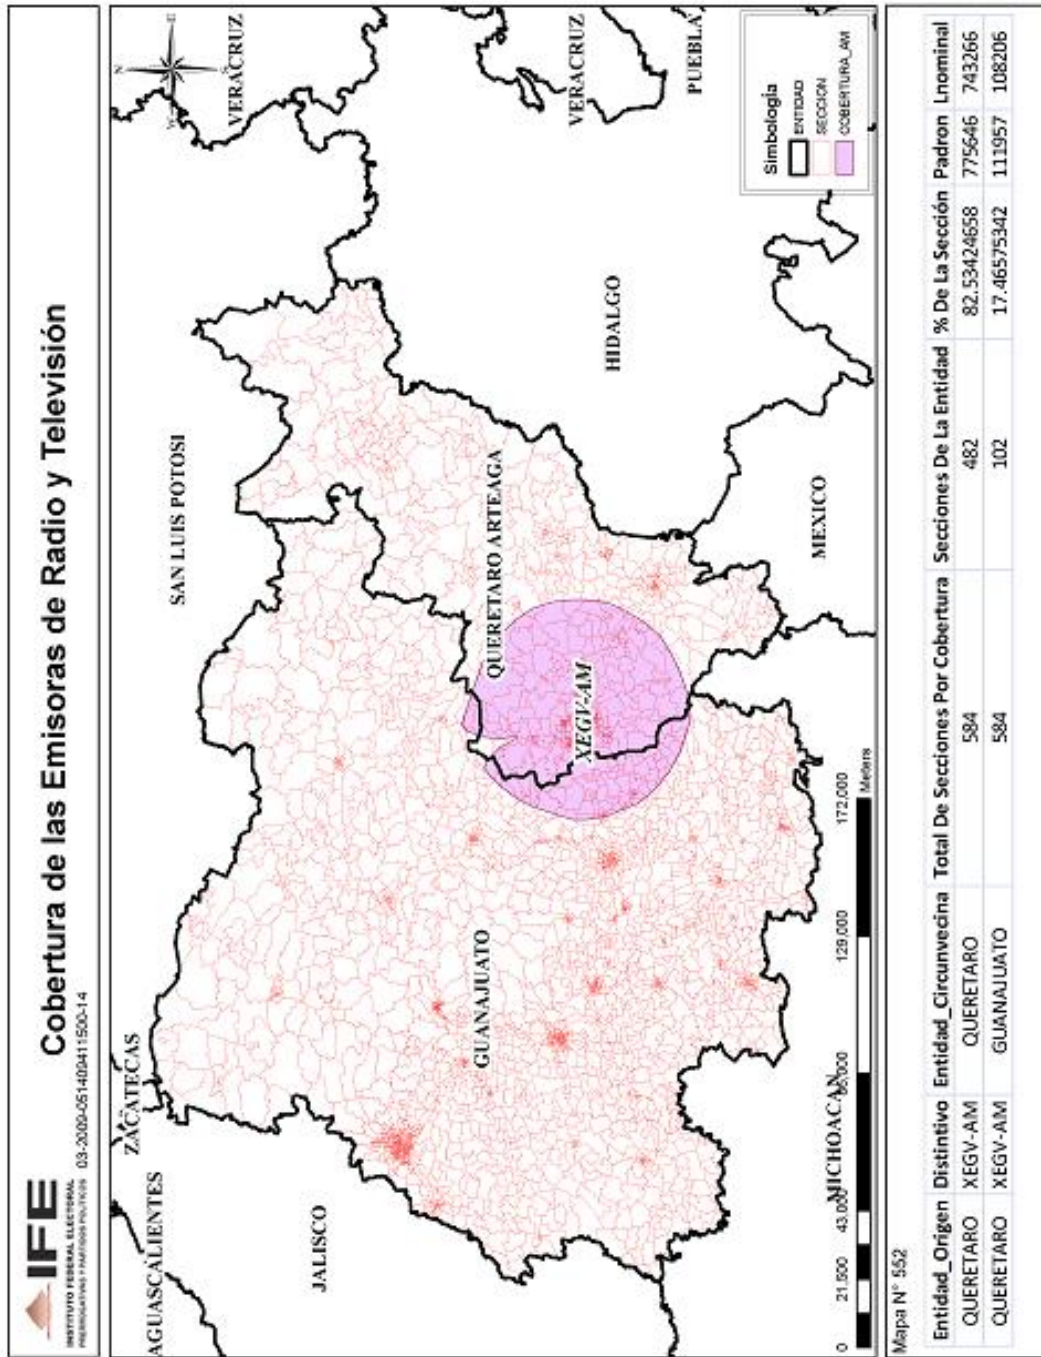 IFE
INSTITUTO FEDERAL ELECTORAL
PRERROGATIVAS Y PARTIDOS POLÍTICOS
03-2009-051409411500-14
Cobertura de las Emisoras de Radio y Televisión
ZACATECAS
AGUASCALIENTES
JALISCO
SAN LUIS POTOSI
VERACRUZ
N
E
W
GUANAJUATO
QUERETARO ARTEAGA
XEGV-AM
HIDALGO
VERACRUZ
PUEBLA
MICHOACAN
MEXICO
Simbología
ENTIDAD
SECCION
COBERTURA_AM
0 21,500 43,000 86,000 129,000 172,000
Meters
Mapa N° 552
Entidad_Origen Distintivo Entidad_Circunvecina Total De Secciones Por Cobertura Secciones De La Entidad % De La Sección Padron Lnominal
QUERETARO XEGV-AM QUERETARO 584 482 82.53424658 775646 743266
QUERETARO XEGV-AM GUANAJUATO 584 102 17.46575342 111957 108206